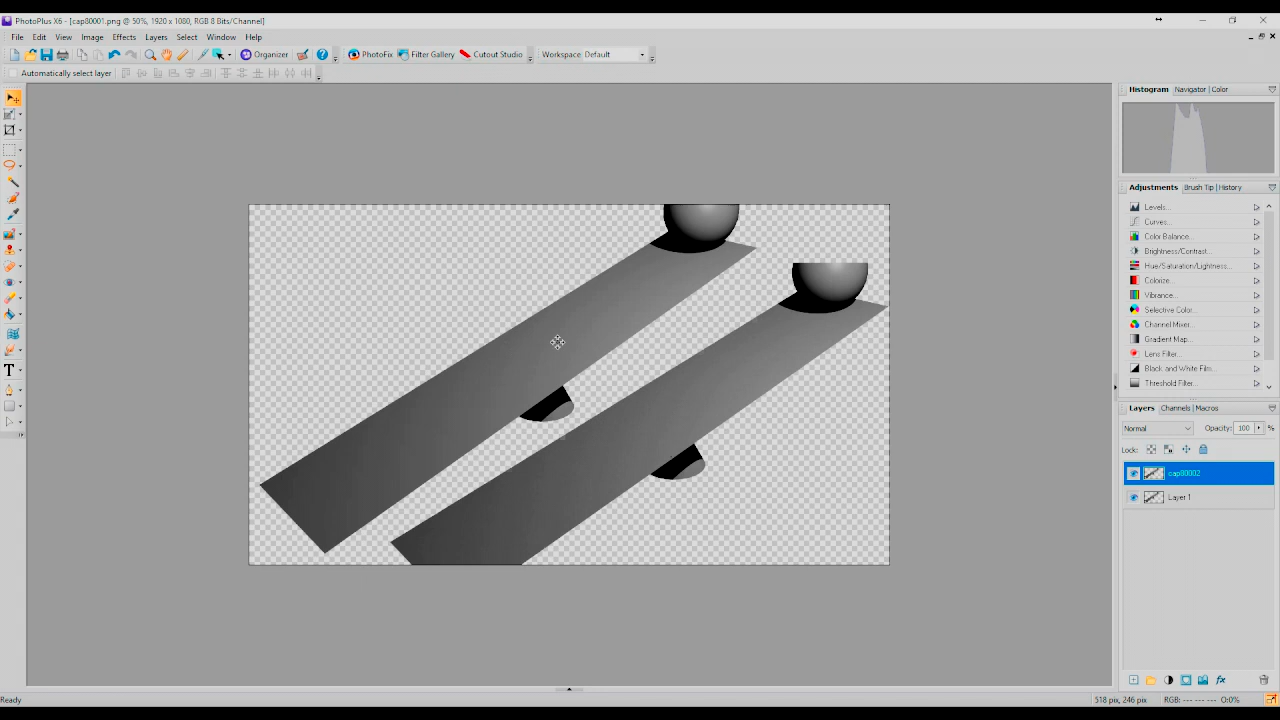 PhotoPlus X6 - [cap80001.png @ 50%, 1920 x 1080, RGB 8 Bits/Channel]
File Edit View Image Effects Layers Select Window Help
Organizer PhotoFix Filter Gallery Cutout Studio Workspace Default
Automatically select layer
Histogram Navigator | Color
Adjustments Brush Tip | History
Levels...
Curves...
Color Balance...
Brightness/Contrast...
Hue/Saturation/Lightness...
Colorize...
Vibrance...
Selective Color...
Channel Mixer...
Gradient Map...
Lens Filter...
Black and White Film...
Threshold Filter...
Layers Channels | Macros
Normal Opacity: 100 %
Lock:
cap80002
Layer 1
Ready 518 pix, 246 pix RGB: --- --- --- O:0%